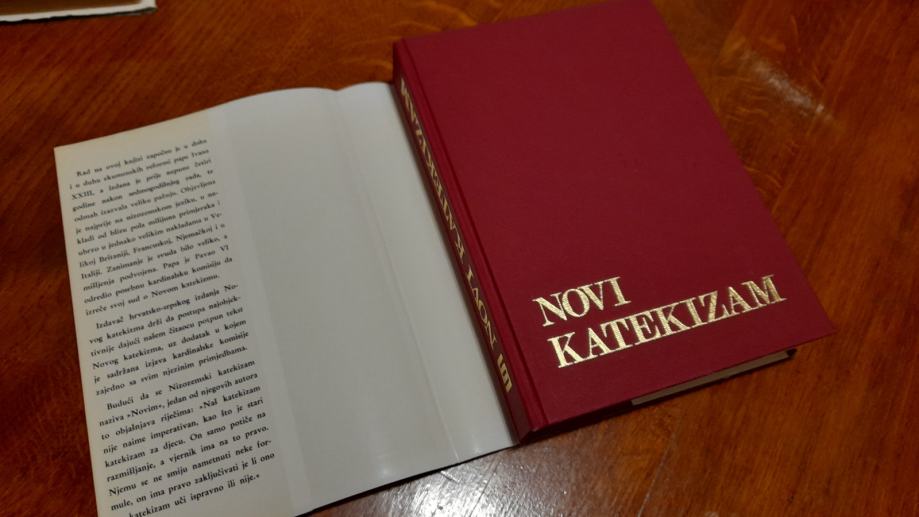 Rad na ovoj knjizi započeo je u duhu
i u duhu ekumenskih reformi pape Ivana
XXIII, a izdana je prije nepune četiri
godine nakon sedmogodišnjeg rada, te
odmah izazvala veliku pažnju. Objavljena
je najprije na nizozemskom jeziku, u na-
kladi od blizu pola milijuna primjeraka i
ubrzo u jednako velikim nakladama u Ve-
likoj Britaniji, Francuskoj, Njemačkoj i u
Italiji. Zanimanje je svuda bilo veliko, a
mišljenja podvojena. Papa je Pavao VI
odredio posebnu kardinalsku komisiju da
izreče svoj sud o Novom katekizmu.
Izdavač hrvatsko-srpskog izdanja No-
vog katekizma drži da postupa najobjek-
tivnije dajući našem čitaocu potpun tekst
Novog katekizma, uz dodatak u kojem
je sadržana izjava kardinalske komisije
zajedno sa svim njezinim primjedbama.
Budući da se Nizozemski katekizam
naziva »Novim«, jedan od njegovih autora
to objašnjava riječima: »Naš katekizam
nije naime imperativan, kao što je stari
katekizam za djecu. On samo potiče na
razmišljanje, a vjernik ima na to pravo.
Njemu se ne smiju nametnuti neke for-
mule, on ima pravo zaključivati je li ono
katekizam uči ispravno ili nije.«
NOVI KATEKIZAM
NOVI
KATEKIZAM